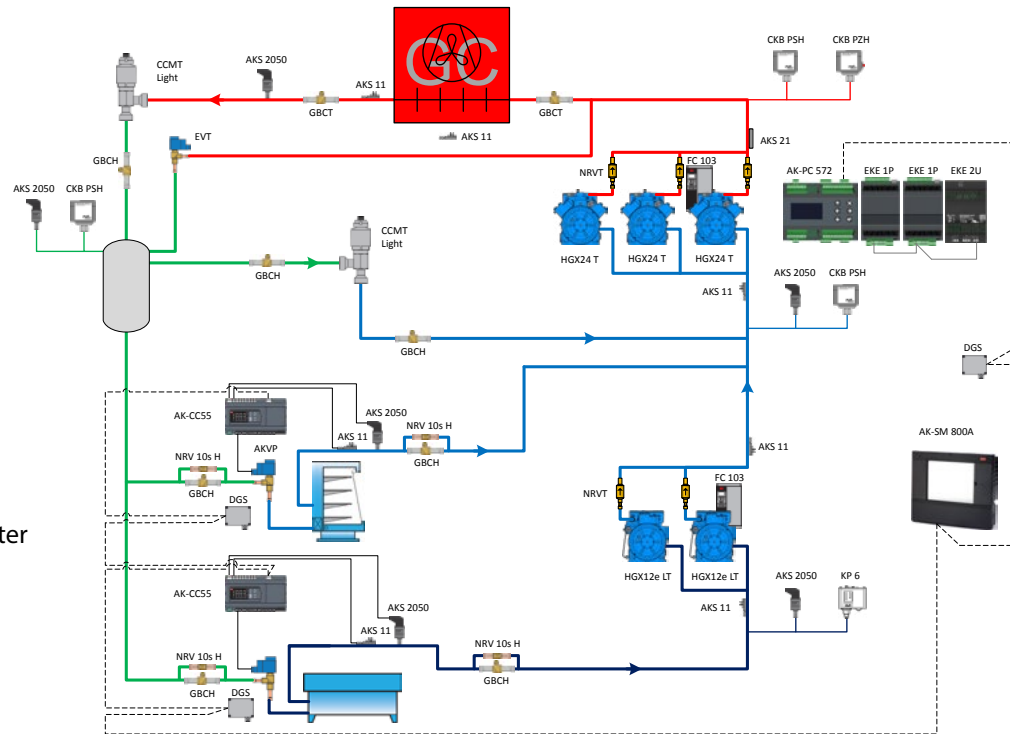 CCMT
Light
AKS 2050
GC
CKB PSH
CKB PZH
AKS 11
GBCT
GBCT
AKS 11
AKS 21
EVT
GBCH
NRVT
FC 103
AK-PC 572
EKE 1P
EKE 1P
EKE 2U
AKS 2050
CKB PSH
CCMT
Light
HGX24 T
HGX24 T
HGX24 T
GBCH
AKS 11
AKS 2050
CKB PSH
GBCH
DGS
AK-CC55
AKS 2050
NRV 10s H
AKS 11
GBCH
NRV 10s H
AKVP
GBCH
DGS
AK-SM 800A
AKS 11
NRVT
FC 103
ter
HGX12e LT
HGX12e LT
AK-CC55
AKS 2050
AKS 11
AKS 2050
KP 6
AKS 11
NRV 10s H
GBCH
NRV 10s H
GBCH
DGS